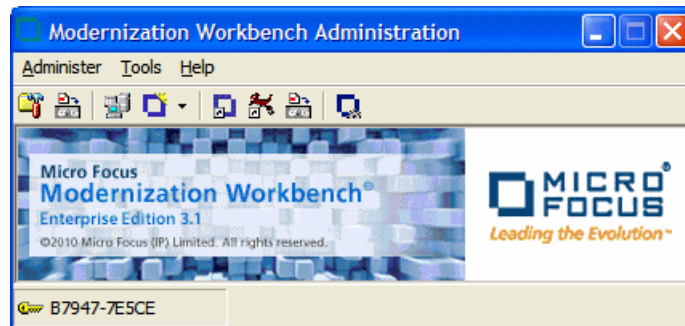 Modernization Workbench Administration
Administer Tools Help
Micro Focus
Modernization Workbench®
Enterprise Edition 3.1
©2010 Micro Focus (IP) Limited. All rights reserved.
MICRO
FOCUS®
Leading the Evolution™
B7947-7E5CE